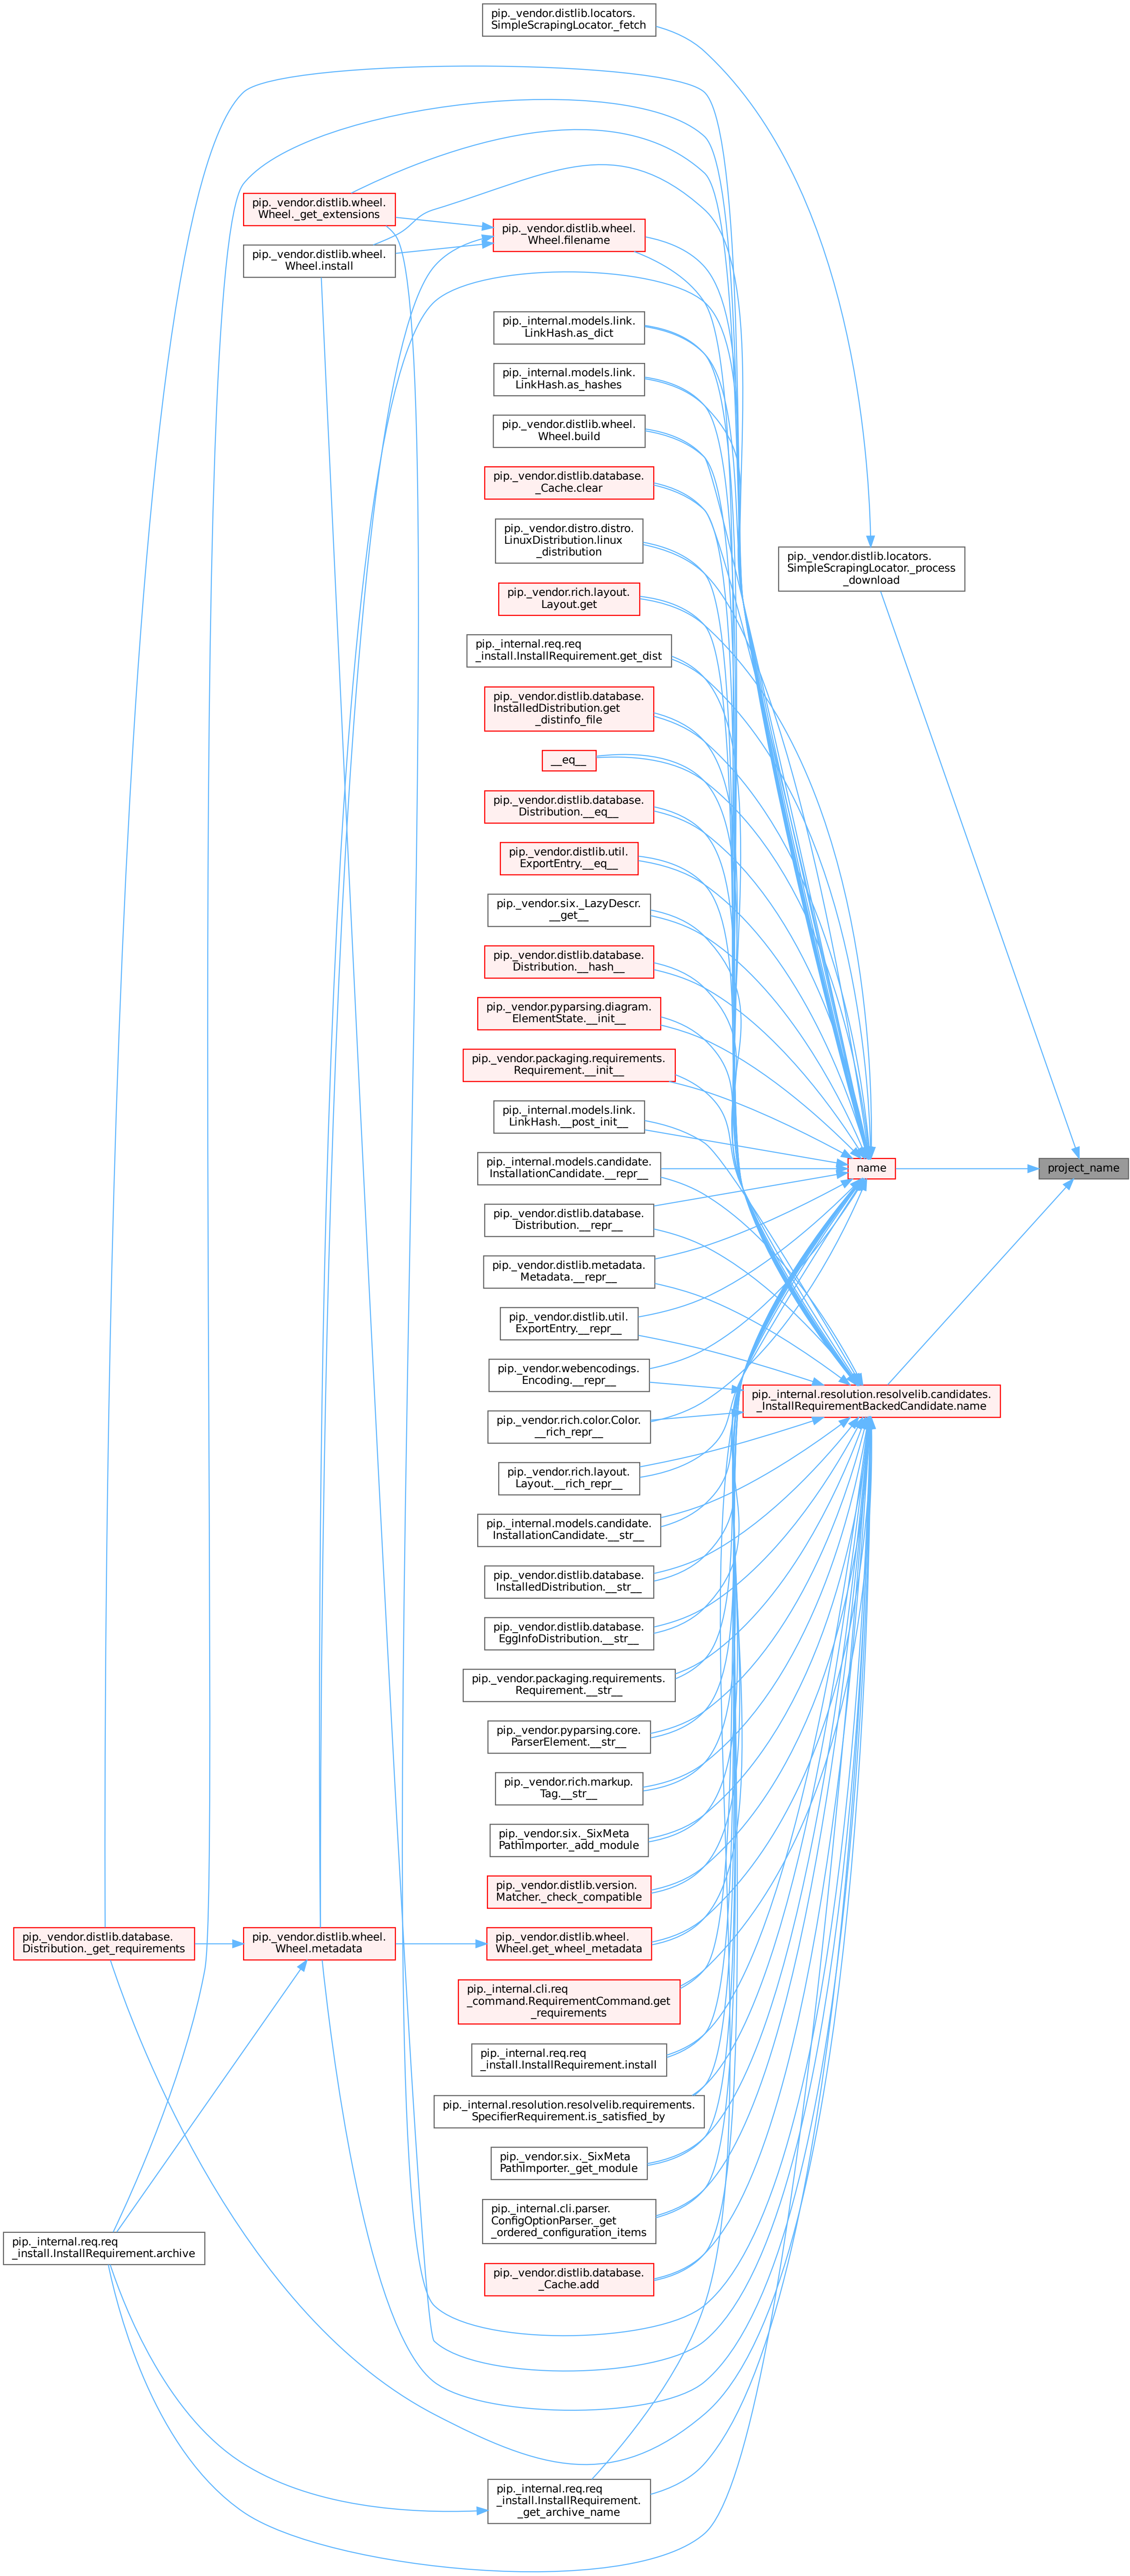 pip._vendor.distlib.locators.
SimpleScrapingLocator._fetch
pip._vendor.distlib.wheel.
Wheel._get_extensions
pip._vendor.distlib.wheel.
Wheel.filename
pip._vendor.distlib.wheel.
Wheel.install
pip._internal.models.link.
LinkHash.as_dict
pip._internal.models.link.
LinkHash.as_hashes
pip._vendor.distlib.wheel.
Wheel.build
pip._vendor.distlib.database.
_Cache.clear
pip._vendor.distro.distro.
LinuxDistribution.linux
_distribution
pip._vendor.distlib.locators.
SimpleScrapingLocator._process
_download
pip._vendor.rich.layout.
Layout.get
pip._internal.req.req
_install.InstallRequirement.get_dist
pip._vendor.distlib.database.
InstalledDistribution.get
_distinfo_file
__eq__
pip._vendor.distlib.database.
Distribution.__eq__
pip._vendor.distlib.util.
ExportEntry.__eq__
pip._vendor.six._LazyDescr.
__get__
pip._vendor.distlib.database.
Distribution.__hash__
pip._vendor.pyparsing.diagram.
ElementState.__init__
pip._vendor.packaging.requirements.
Requirement.__init__
pip._internal.models.link.
LinkHash.__post_init__
pip._internal.models.candidate.
InstallationCandidate.__repr__
name
project_name
pip._vendor.distlib.database.
Distribution.__repr__
pip._vendor.distlib.metadata.
Metadata.__repr__
pip._vendor.distlib.util.
ExportEntry.__repr__
pip._vendor.webencodings.
Encoding.__repr__
pip._internal.resolution.resolvelib.candidates.
_InstallRequirementBackedCandidate.name
pip._vendor.rich.color.Color.
__rich_repr__
pip._vendor.rich.layout.
Layout.__rich_repr__
pip._internal.models.candidate.
InstallationCandidate.__str__
pip._vendor.distlib.database.
InstalledDistribution.__str__
pip._vendor.distlib.database.
EggInfoDistribution.__str__
pip._vendor.packaging.requirements.
Requirement.__str__
pip._vendor.pyparsing.core.
ParserElement.__str__
pip._vendor.rich.markup.
Tag.__str__
pip._vendor.six._SixMeta
PathImporter._add_module
pip._vendor.distlib.version.
Matcher._check_compatible
pip._vendor.distlib.database.
Distribution._get_requirements
pip._vendor.distlib.wheel.
Wheel.metadata
pip._vendor.distlib.wheel.
Wheel.get_wheel_metadata
pip._internal.cli.req
_command.RequirementCommand.get
_requirements
pip._internal.req.req
_install.InstallRequirement.install
pip._internal.resolution.resolvelib.requirements.
SpecifierRequirement.is_satisfied_by
pip._vendor.six._SixMeta
PathImporter._get_module
pip._internal.cli.parser.
ConfigOptionParser._get
_ordered_configuration_items
pip._internal.req.req
_install.InstallRequirement.archive
pip._vendor.distlib.database.
_Cache.add
pip._internal.req.req
_install.InstallRequirement.
_get_archive_name